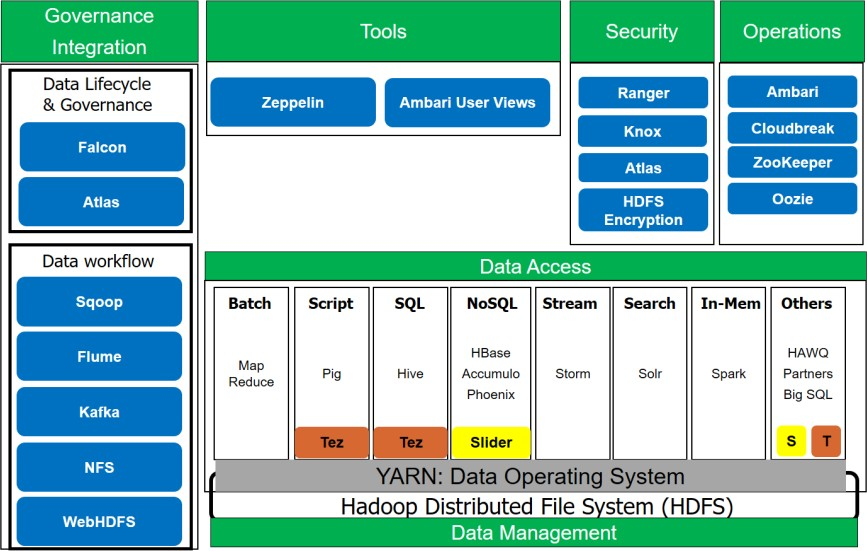 Governance
Integration
Data Lifecycle
& Governance
Falcon
Atlas
Data workflow
Sqoop
Flume
Kafka
NFS
WebHDFS
Tools
Zeppelin
Ambari User Views
Security
Ranger
Knox
Atlas
HDFS
Encryption
Operations
Ambari
Cloudbreak
ZooKeeper
Oozie
Data Access
Batch
Map
Reduce
Script
Pig
Tez
SQL
Hive
Tez
NoSQL
HBase
Accumulo
Phoenix
Slider
Stream
Storm
Search
Solr
In-Mem
Spark
Others
HAWQ
Partners
Big SQL
S
T
YARN: Data Operating System
Hadoop Distributed File System (HDFS)
Data Management